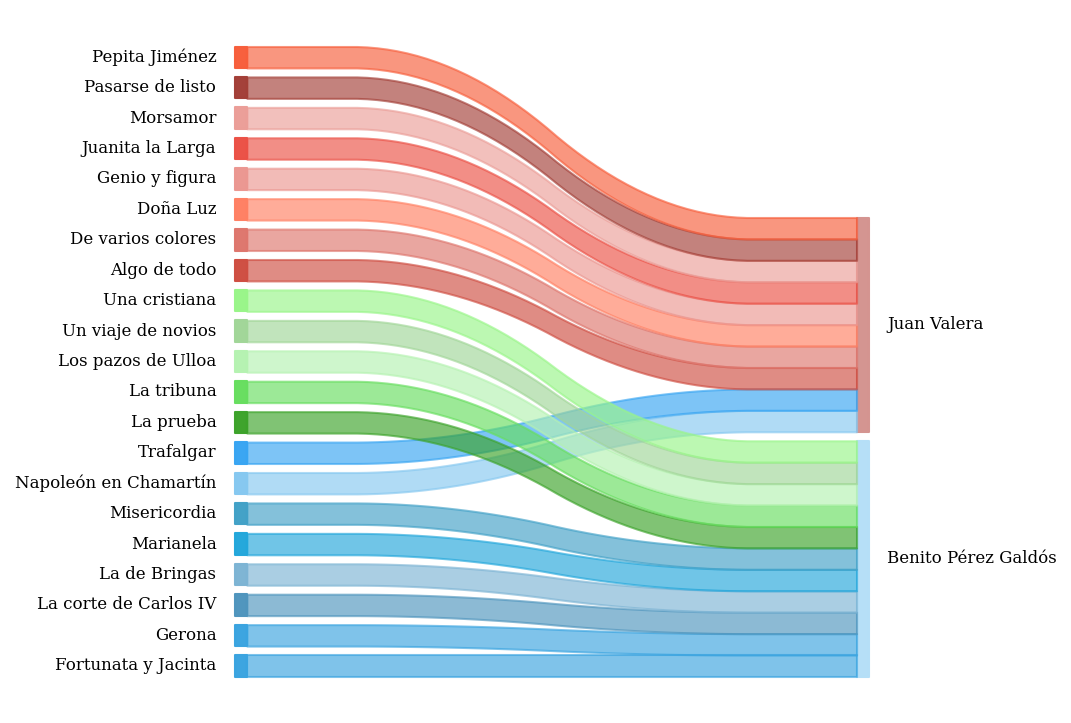 Pepita Jiménez
Pasarse de listo
Morsamor
Juanita la Larga
Genio y figura
Doña Luz
De varios colores
Algo de todo
Una cristiana
Un viaje de novios
Los pazos de Ulloa
La tribuna
La prueba
Trafalgar
Napoleón en Chamartín
Misericordia
Marianela
La de Bringas
La corte de Carlos IV
Gerona
Fortunata y Jacinta
Juan Valera
Benito Pérez Galdós